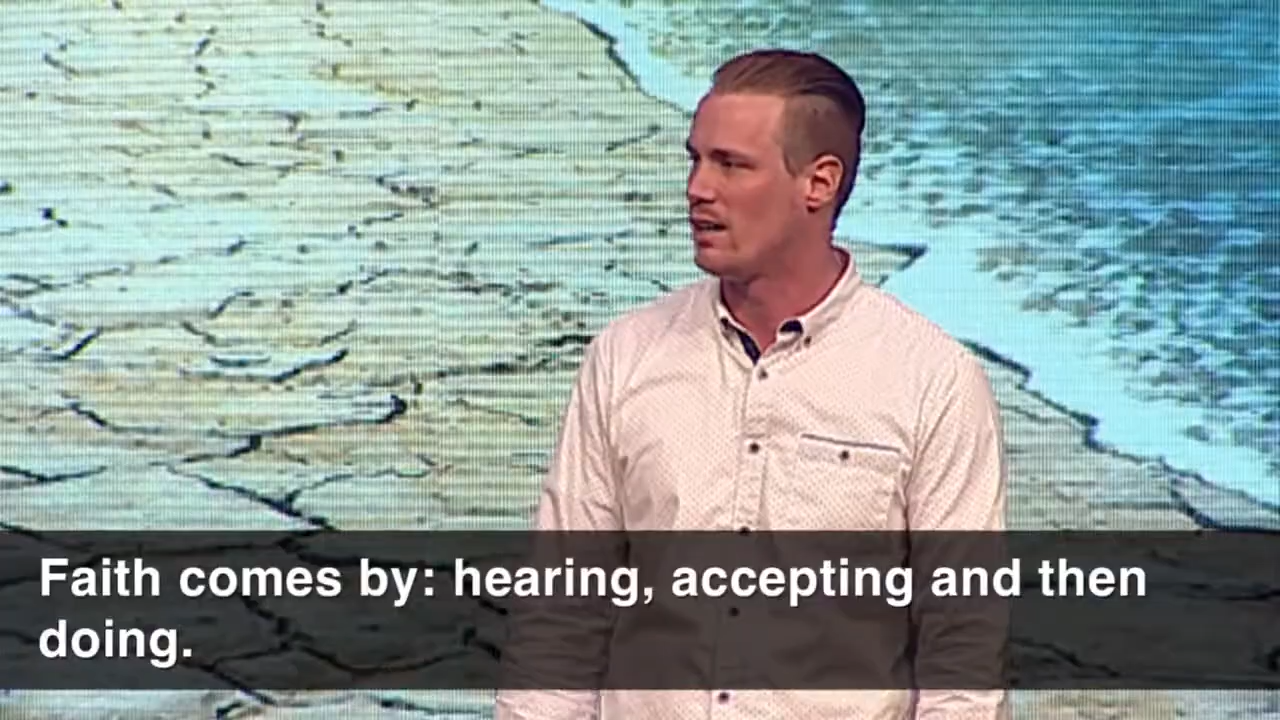 Faith comes by: hearing, accepting and then
doing.